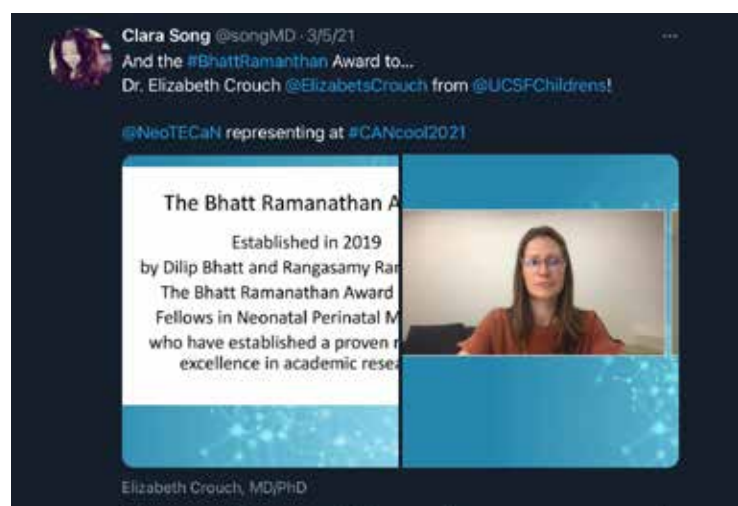 Clara Song @songMD · 3/5/21
And the #BhattRamanthan Award to...
Dr. Elizabeth Crouch @ElizabetsCrouch from @UCSFChildrens!
@NeoTECaN representing at #CANcool2021
The Bhatt Ramanathan A
Established in 2019
by Dilip Bhatt and Rangasamy Ran
The Bhatt Ramanathan Award
Fellows in Neonatal Perinatal M
who have established a proven r
excellence in academic resea
Elizabeth Crouch, MD/PhD